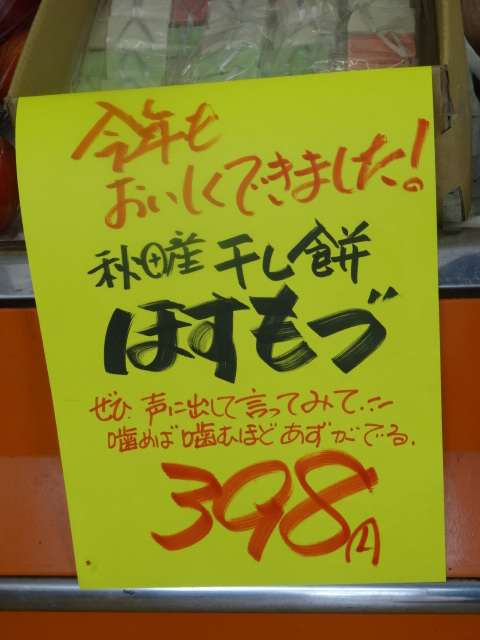 今年も
おいしくできました!
秋田産 干し餅
ほすもづ
ぜひ 声に出して言ってみて・・・
噛めば噛むほどあずがでる.
398円